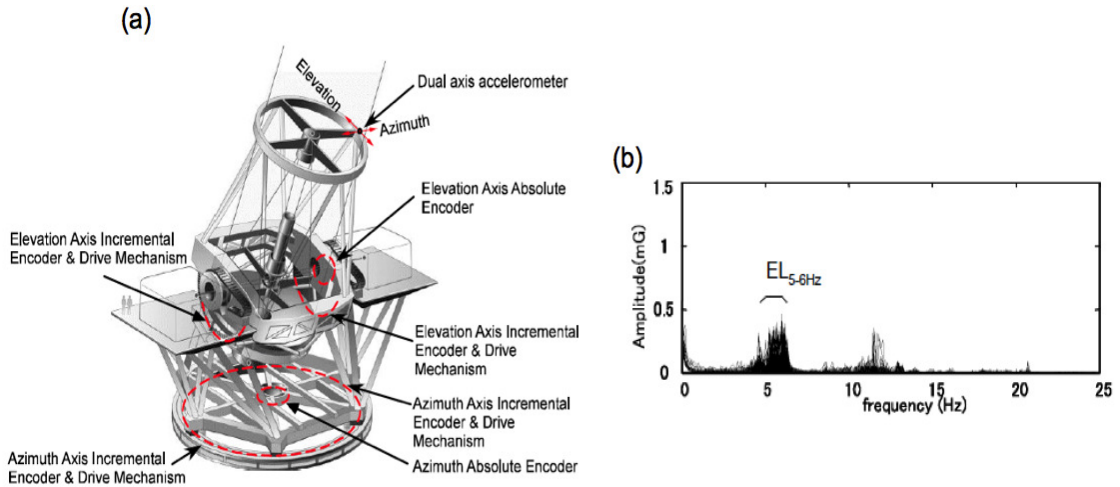 (a)
Elevation
Dual axis accelerometer
Azimuth
Elevation Axis Absolute
Encoder
Elevation Axis Incremental
Encoder & Drive Mechanism
Elevation Axis Incremental
Encoder & Drive
Mechanism
Azimuth Axis Incremental
Encoder & Drive
Mechanism
Azimuth Absolute Encoder
Azimuth Axis Incremental
Encoder & Drive Mechanism
(b)
1.5
1
0.5
0
Amplitude(mG)
EL5-6Hz
0 5 10 15 20 25
frequency (Hz)